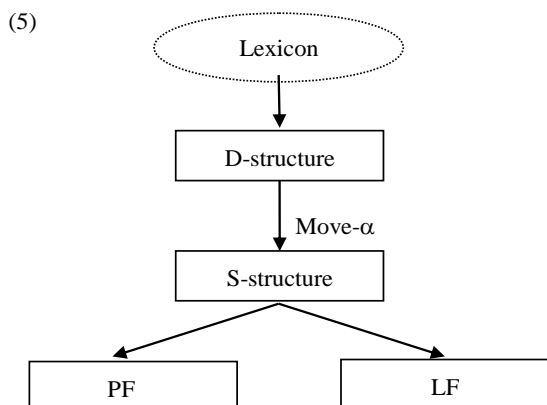 (5)
Lexicon
D-structure
Move-α
S-structure
PF LF